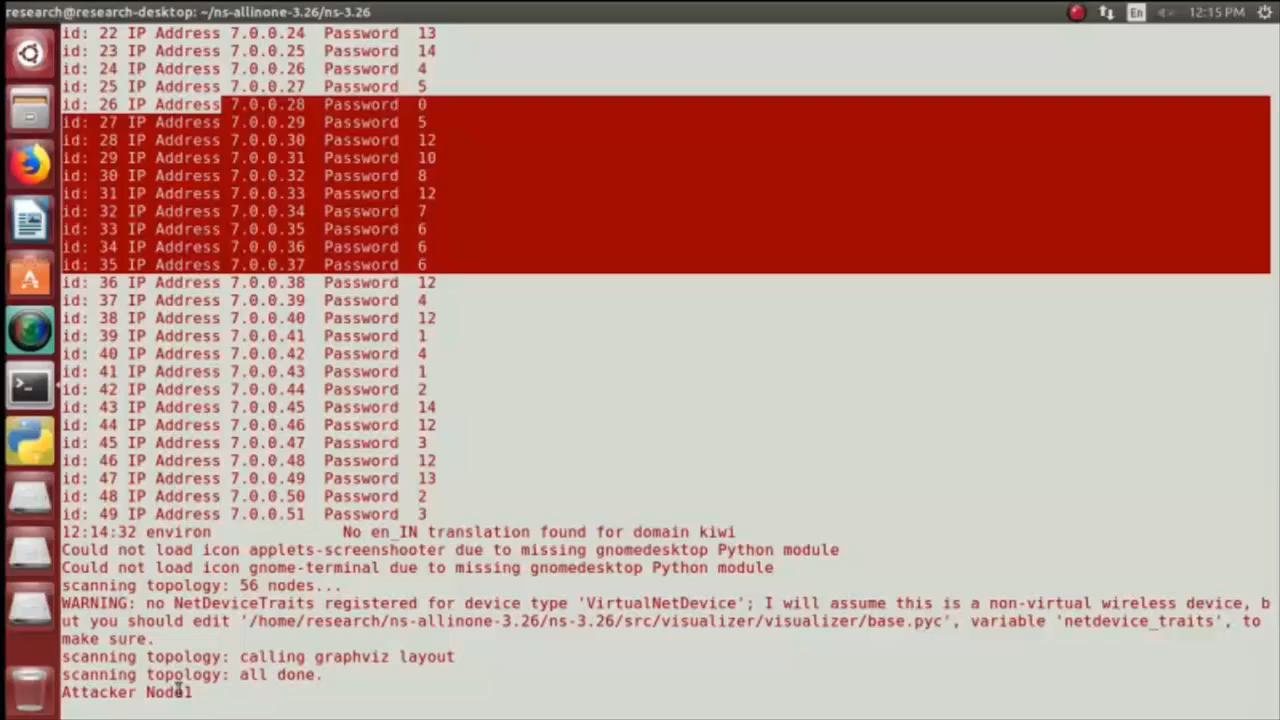 research@research-desktop: ~/ns-allinone-3.26/ns-3.26
En
12:15 PM
id: 22 IP Address 7.0.0.24 Password 13
id: 23 IP Address 7.0.0.25 Password 14
id: 24 IP Address 7.0.0.26 Password 4
id: 25 IP Address 7.0.0.27 Password 5
id: 26 IP Address 7.0.0.28 Password 0
id: 27 IP Address 7.0.0.29 Password 5
id: 28 IP Address 7.0.0.30 Password 12
id: 29 IP Address 7.0.0.31 Password 10
id: 30 IP Address 7.0.0.32 Password 8
id: 31 IP Address 7.0.0.33 Password 12
id: 32 IP Address 7.0.0.34 Password 7
id: 33 IP Address 7.0.0.35 Password 6
id: 34 IP Address 7.0.0.36 Password 6
id: 35 IP Address 7.0.0.37 Password 6
id: 36 IP Address 7.0.0.38 Password 12
id: 37 IP Address 7.0.0.39 Password 4
id: 38 IP Address 7.0.0.40 Password 12
id: 39 IP Address 7.0.0.41 Password 1
id: 40 IP Address 7.0.0.42 Password 4
id: 41 IP Address 7.0.0.43 Password 1
id: 42 IP Address 7.0.0.44 Password 2
id: 43 IP Address 7.0.0.45 Password 14
id: 44 IP Address 7.0.0.46 Password 12
id: 45 IP Address 7.0.0.47 Password 3
id: 46 IP Address 7.0.0.48 Password 12
id: 47 IP Address 7.0.0.49 Password 13
id: 48 IP Address 7.0.0.50 Password 2
id: 49 IP Address 7.0.0.51 Password 3
12:14:32 environ No en_IN translation found for domain kiwi
Could not load icon applets-screenshooter due to missing gnomedesktop Python module
Could not load icon gnome-terminal due to missing gnomedesktop Python module
scanning topology: 56 nodes...
WARNING: no NetDeviceTraits registered for device type 'VirtualNetDevice'; I will assume this is a non-virtual wireless device, b
ut you should edit '/home/research/ns-allinone-3.26/ns-3.26/src/visualizer/visualizer/base.pyc', variable 'netdevice_traits', to
make sure.
scanning topology: calling graphviz layout
scanning topology: all done.
Attacker Node1